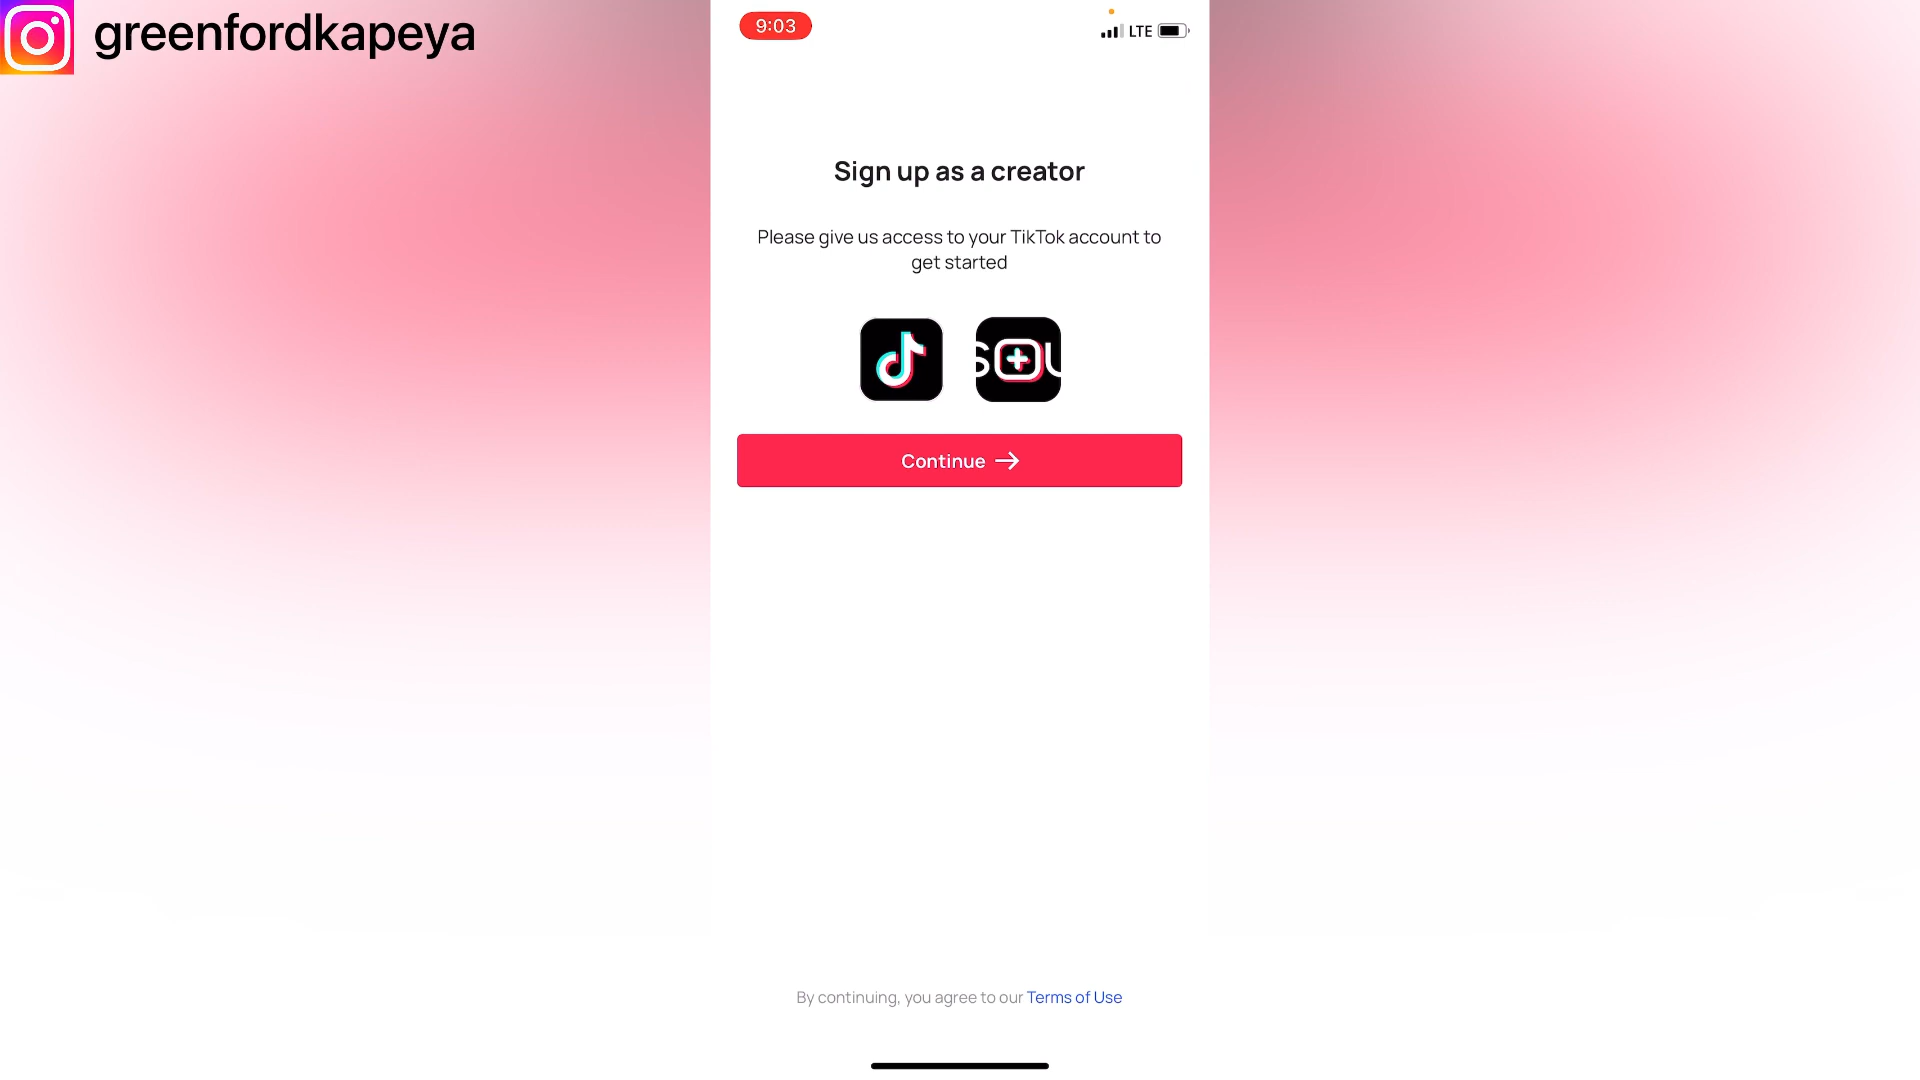 greenfordkapeya
9:03
LTE
Sign up as a creator
Please give us access to your TikTok account to
get started
SOU
Continue
By continuing, you agree to our Terms of Use